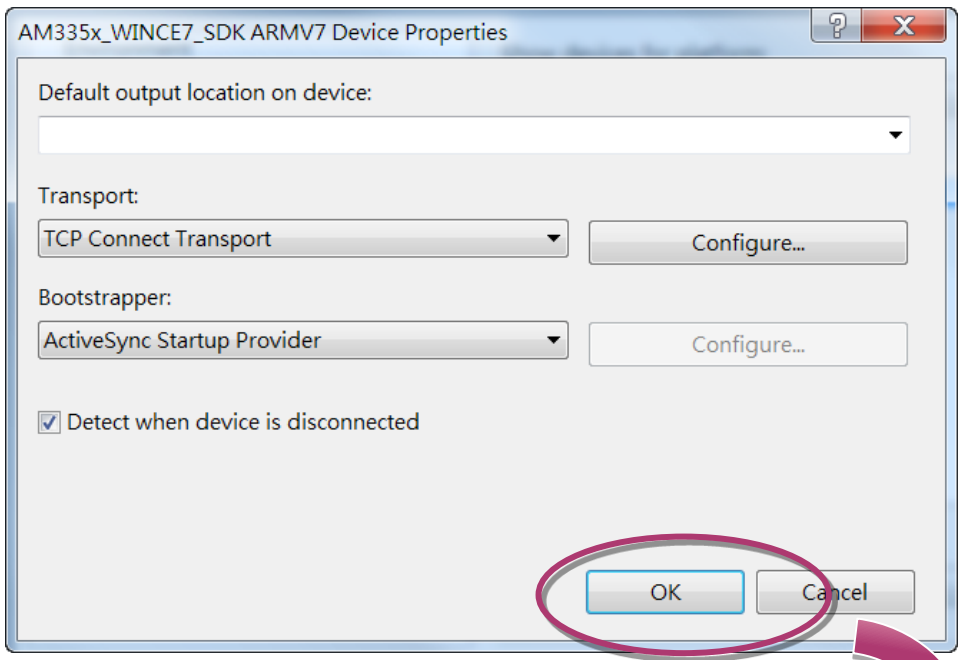 AM335x_WINCE7_SDK ARMV7 Device Properties
Default output location on device:
Transport:
TCP Connect Transport
Configure...
Bootstrapper:
ActiveSync Startup Provider
Configure...
Detect when device is disconnected
OK
Cancel